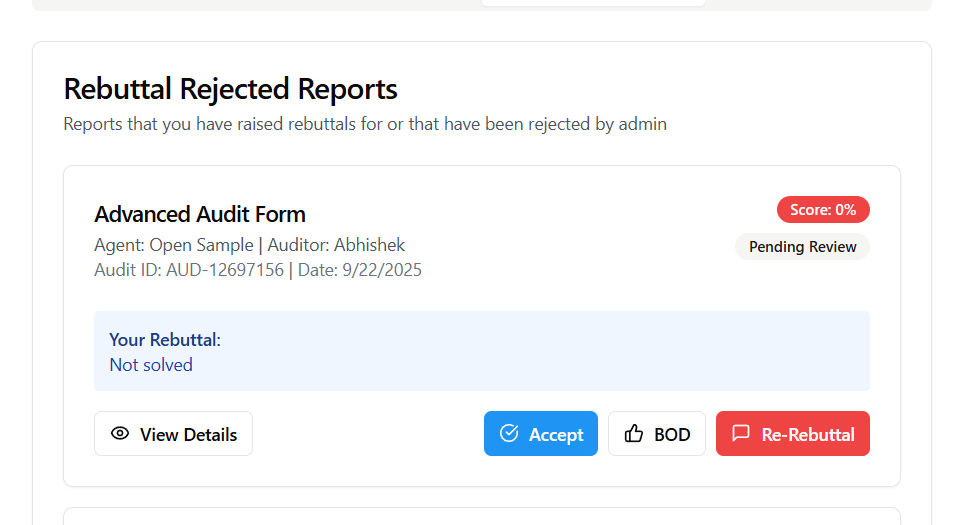 Rebuttal Rejected Reports
Reports that you have raised rebuttals for or that have been rejected by admin
Advanced Audit Form
Score: 0%
Agent: Open Sample | Auditor: Abhishek
Pending Review
Audit ID: AUD-12697156 | Date: 9/22/2025
Your Rebuttal:
Not solved
View Details
Accept
BOD
Re-Rebuttal